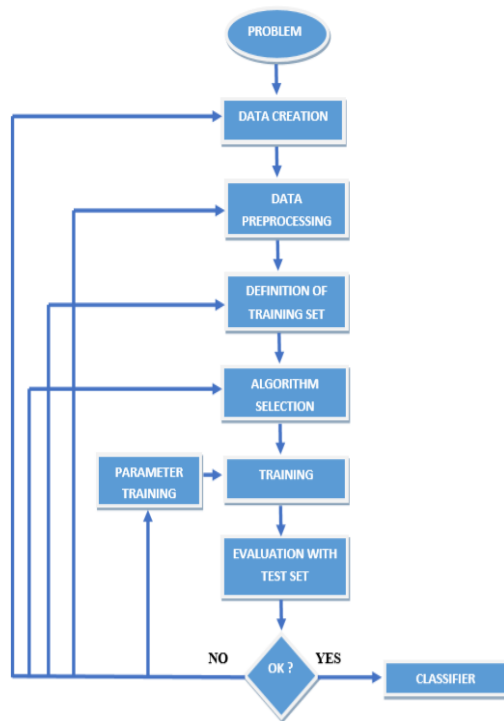 PROBLEM
DATA CREATION
DATA
PREPROCESSING
DEFINITION OF
TRAINING SET
ALGORITHM
SELECTION
PARAMETER
TRAINING
TRAINING
EVALUATION WITH
TEST SET
NO
OK ?
YES
CLASSIFIER